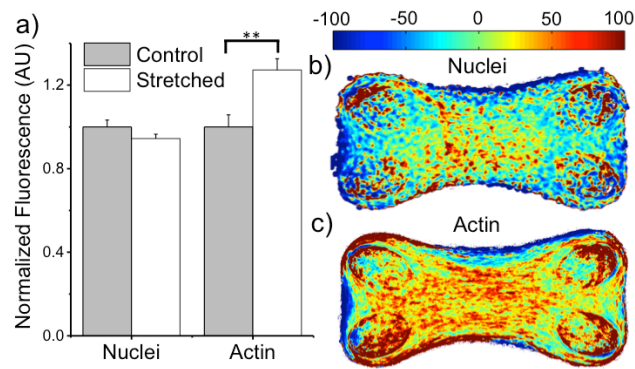 a)
Normalized Fluorescence (AU)
1.2
0.8
0.4
0.0
Control
Stretched
**
Nuclei
Actin
-100 -50 0 50 100
b)
Nuclei
c)
Actin